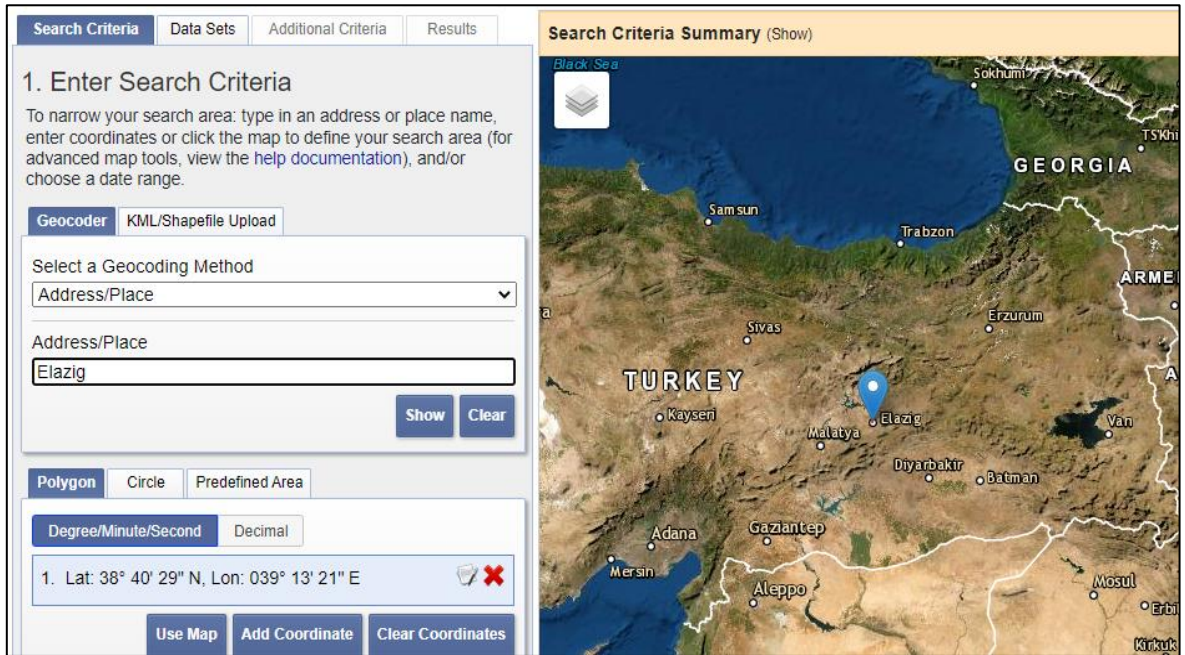 Search Criteria
Data Sets
Additional Criteria
Results
1. Enter Search Criteria
To narrow your search area: type in an address or place name,
enter coordinates or click the map to define your search area (for
advanced map tools, view the help documentation), and/or
choose a date range.
Geocoder
KML/Shapefile Upload
Select a Geocoding Method
Address/Place
Address/Place
Elazig
Show
Clear
Polygon
Circle
Predefined Area
Degree/Minute/Second
Decimal
1. Lat: 38° 40' 29" N, Lon: 039° 13' 21" E
Use Map
Add Coordinate
Clear Coordinates
Search Criteria Summary (Show)
Black Sea
Sokhumi
TS'Khi
GEORGIA
Samsun
Trabzon
ARME
Erzurum
a
Sivas
TURKEY
A
Kayseri
Elazig
Malatya
Van
Diyarbakir
Batman
Adana
Gaziantep
Mersin
Aleppo
Mosul
Erbi
Kirkuk